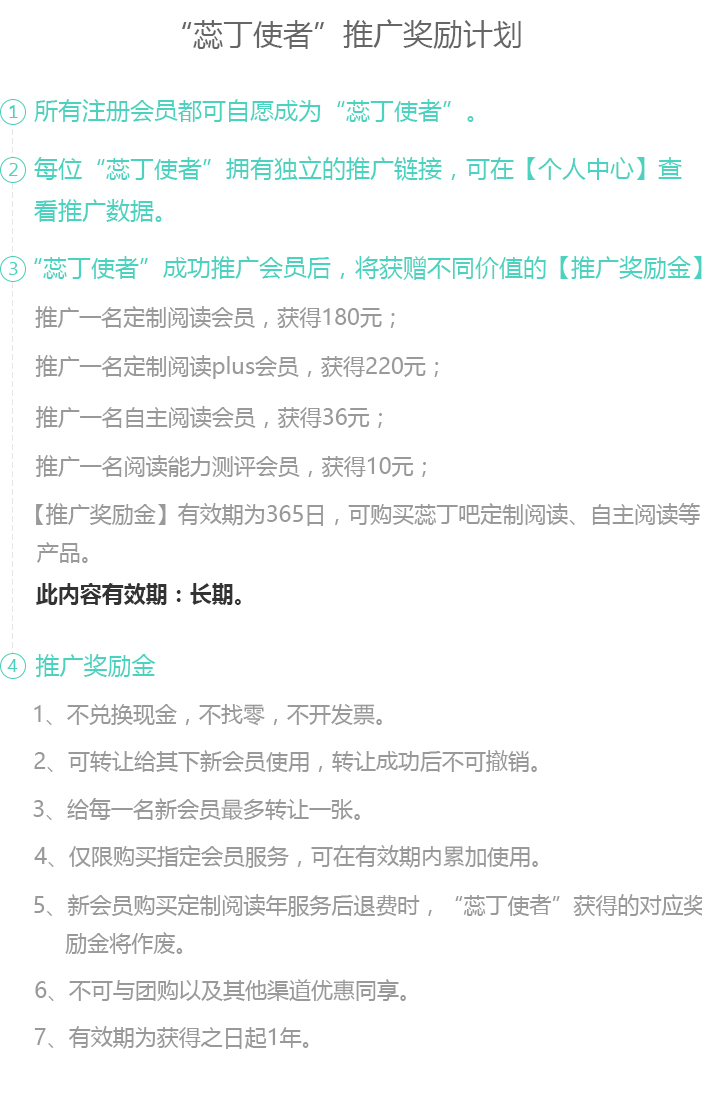 “蕊丁使者”推广奖励计划
① 所有注册会员都可自愿成为“蕊丁使者”。
② 每位“蕊丁使者”拥有独立的推广链接，可在【个人中心】查
看推广数据。
③ “蕊丁使者”成功推广会员后，将获赠不同价值的【推广奖励金】
推广一名定制阅读会员，获得180元；
推广一名定制阅读plus会员，获得220元；
推广一名自主阅读会员，获得36元；
推广一名阅读能力测评会员，获得10元；
【推广奖励金】有效期为365日，可购买蕊丁吧定制阅读、自主阅读等
产品。
此内容有效期：长期。
④ 推广奖励金
1、不兑换现金，不找零，不开发票。
2、可转让给其下新会员使用，转让成功后不可撤销。
3、给每一名新会员最多转让一张。
4、仅限购买指定会员服务，可在有效期内累加使用。
5、新会员购买定制阅读年服务后退费时，“蕊丁使者”获得的对应奖
励金将作废。
6、不可与团购以及其他渠道优惠同享。
7、有效期为获得之日起1年。